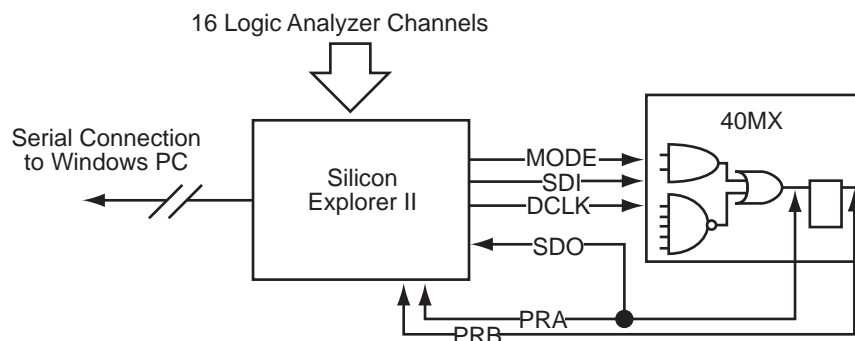 16 Logic Analyzer Channels
Serial Connection
to Windows PC
Silicon
Explorer II
MODE
SDI
DCLK
SDO
PRA
PRB
40MX